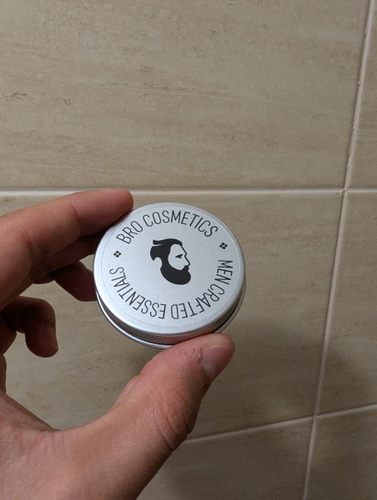 BRO COSMETICS
MEN CRAFTED ESSENTIALS